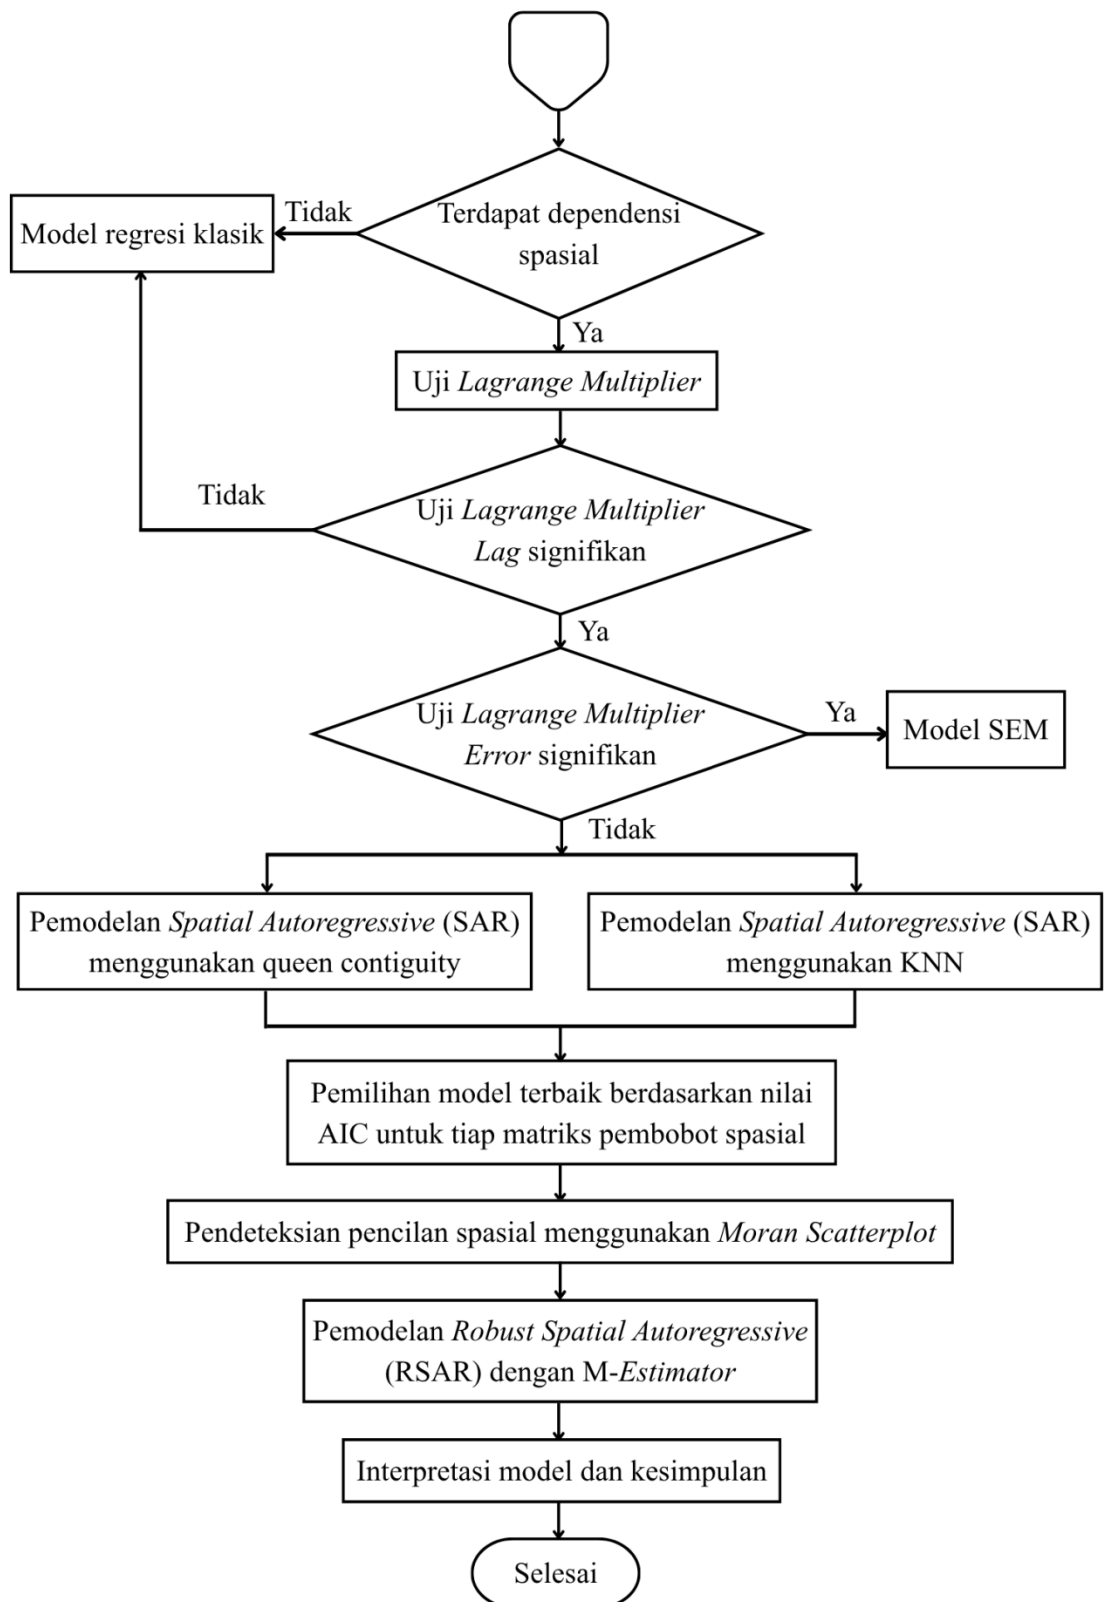 Terdapat dependensi
spasial
Tidak
Model regresi klasik
Ya
Uji Lagrange Multiplier
Uji Lagrange Multiplier
Lag signifikan
Tidak
Ya
Uji Lagrange Multiplier
Error signifikan
Ya
Model SEM
Tidak
Pemodelan Spatial Autoregressive (SAR)
menggunakan queen contiguity
Pemodelan Spatial Autoregressive (SAR)
menggunakan KNN
Pemilihan model terbaik berdasarkan nilai
AIC untuk tiap matriks pembobot spasial
Pendeteksian pencilan spasial menggunakan Moran Scatterplot
Pemodelan Robust Spatial Autoregressive
(RSAR) dengan M-Estimator
Interpretasi model dan kesimpulan
Selesai